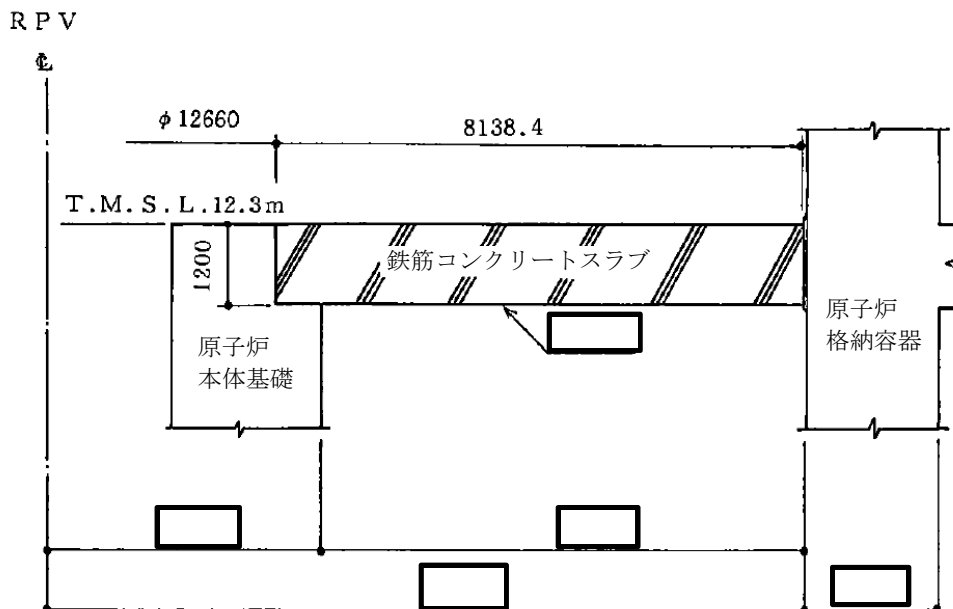 RPV
℄
φ12660
8138.4
T.M.S.L.12.3m
1200
鉄筋コンクリートスラブ
原子炉
本体基礎
原子炉
格納容器